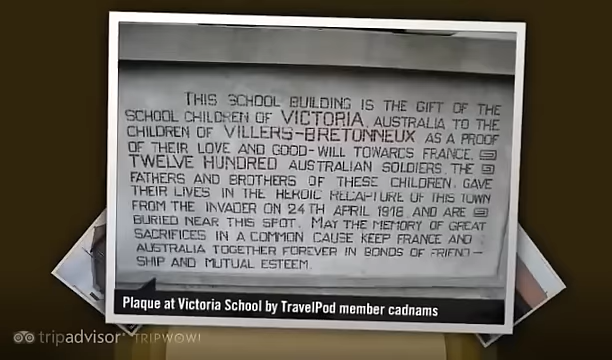 THIS SCHOOL BUILDING IS THE GIFT OF THE
SCHOOL CHILDREN OF VICTORIA, AUSTRALIA, TO THE
CHILDREN OF VILLERS-BRETONNEUX AS A PROOF
OF THEIR LOVE AND GOOD-WILL TOWARDS FRANCE.
TWELVE HUNDRED AUSTRALIAN SOLDIERS, THE
FATHERS AND BROTHERS OF THESE CHILDREN, GAVE
THEIR LIVES IN THE HEROIC RECAPTURE OF THIS TOWN
FROM THE INVADER ON 24TH APRIL 1918, AND ARE
BURIED NEAR THIS SPOT. MAY THE MEMORY OF GREAT
SACRIFICES IN A COMMON CAUSE KEEP FRANCE AND
AUSTRALIA TOGETHER FOREVER IN BONDS OF FRIEND-
SHIP AND MUTUAL ESTEEM.
Plaque at Victoria School by TravelPod member cadnams
tripadvisor TRIPWOW!